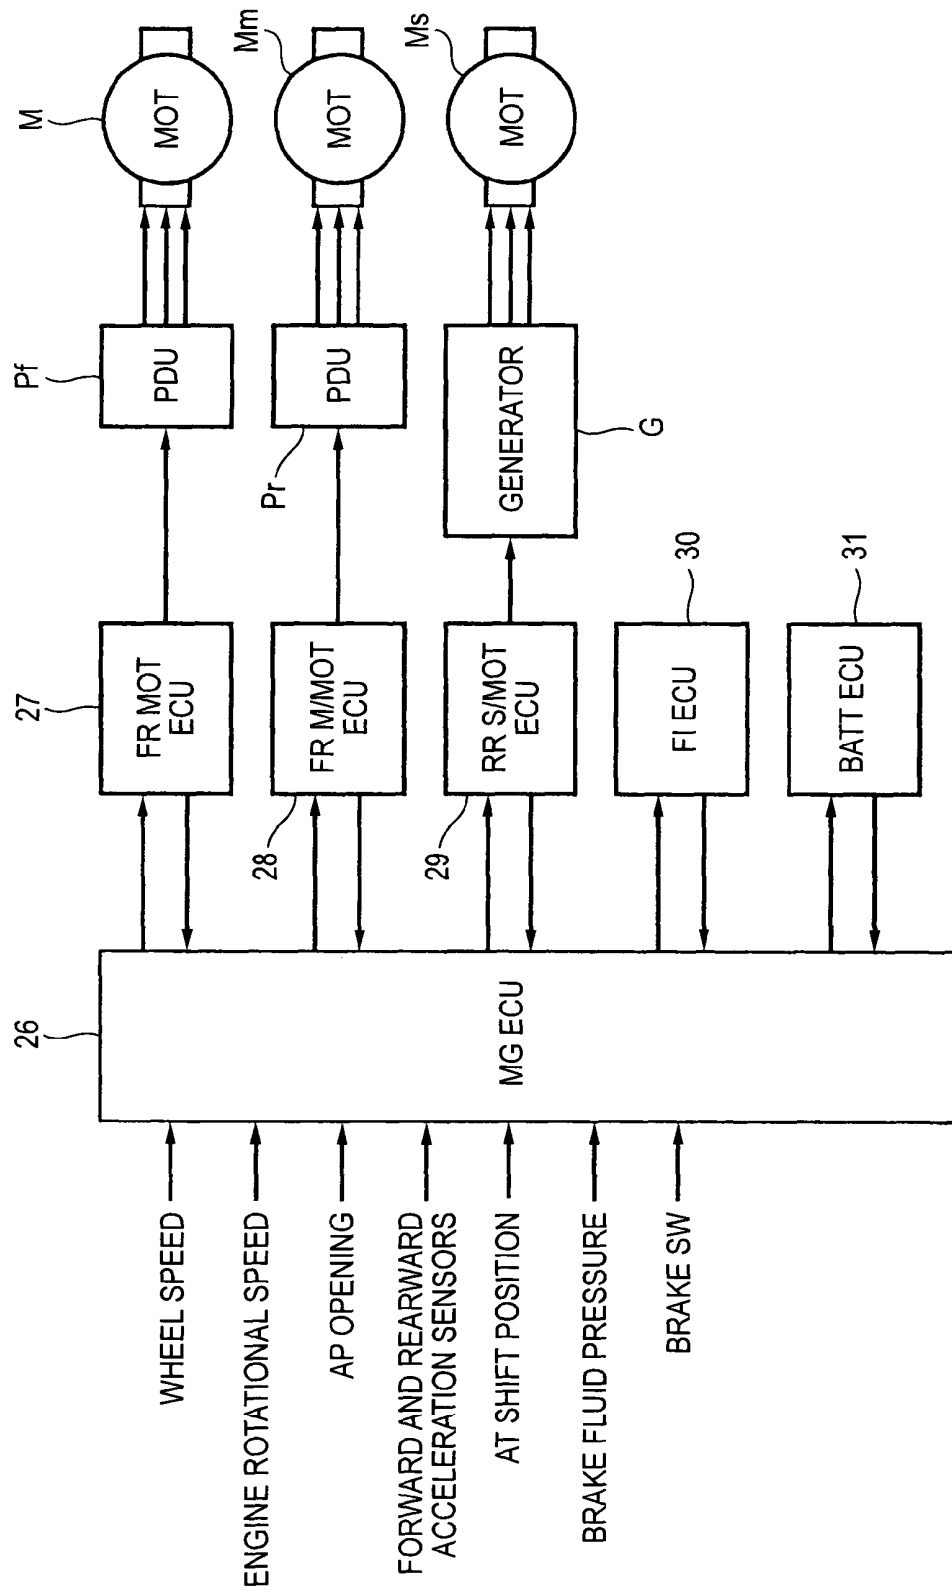 WHEEL SPEED
ENGINE ROTATIONAL SPEED
AP OPENING
FORWARD AND REARWARD
ACCELERATION SENSORS
AT SHIFT POSITION
BRAKE FLUID PRESSURE
BRAKE SW
26
MG ECU
27
FR MOT
ECU
28
FR M/MOT
ECU
29
RR S/MOT
ECU
30
FI ECU
31
BATT ECU
Pf
PDU
Pr
PDU
GENERATOR
G
M
MOT
Mm
MOT
Ms
MOT